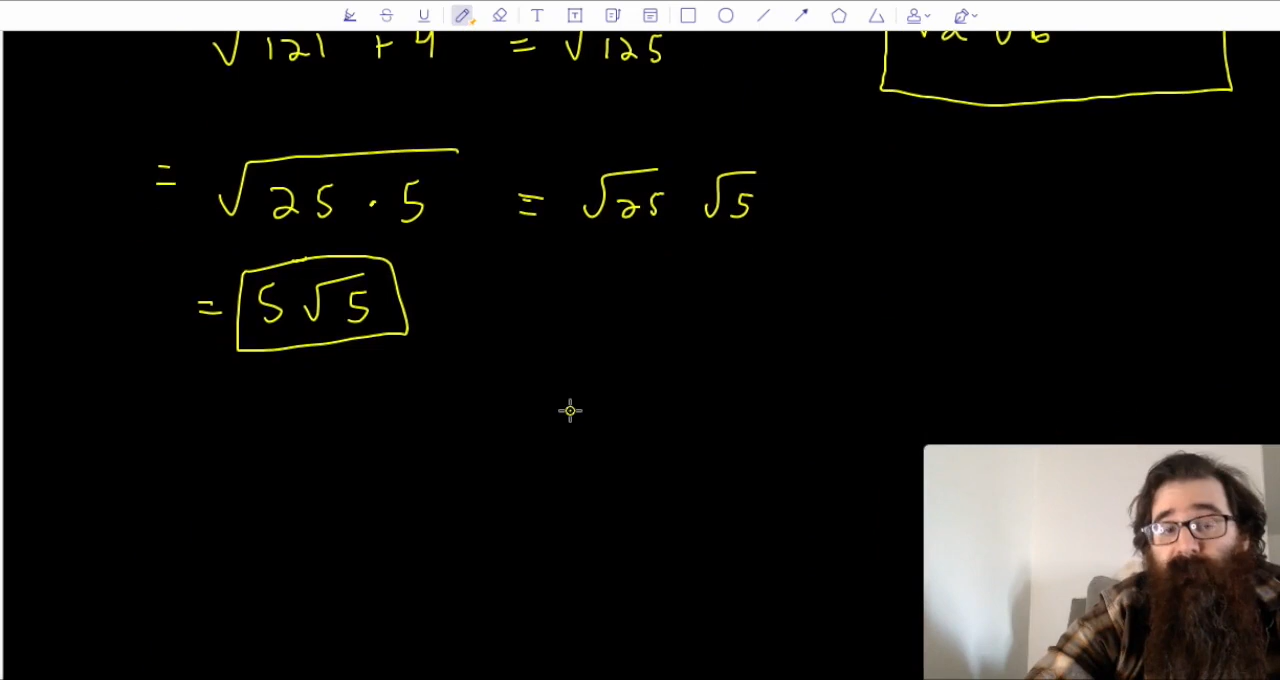 √121 + 4 = √125
= √25 · 5 = √25 √5
= 5 √5